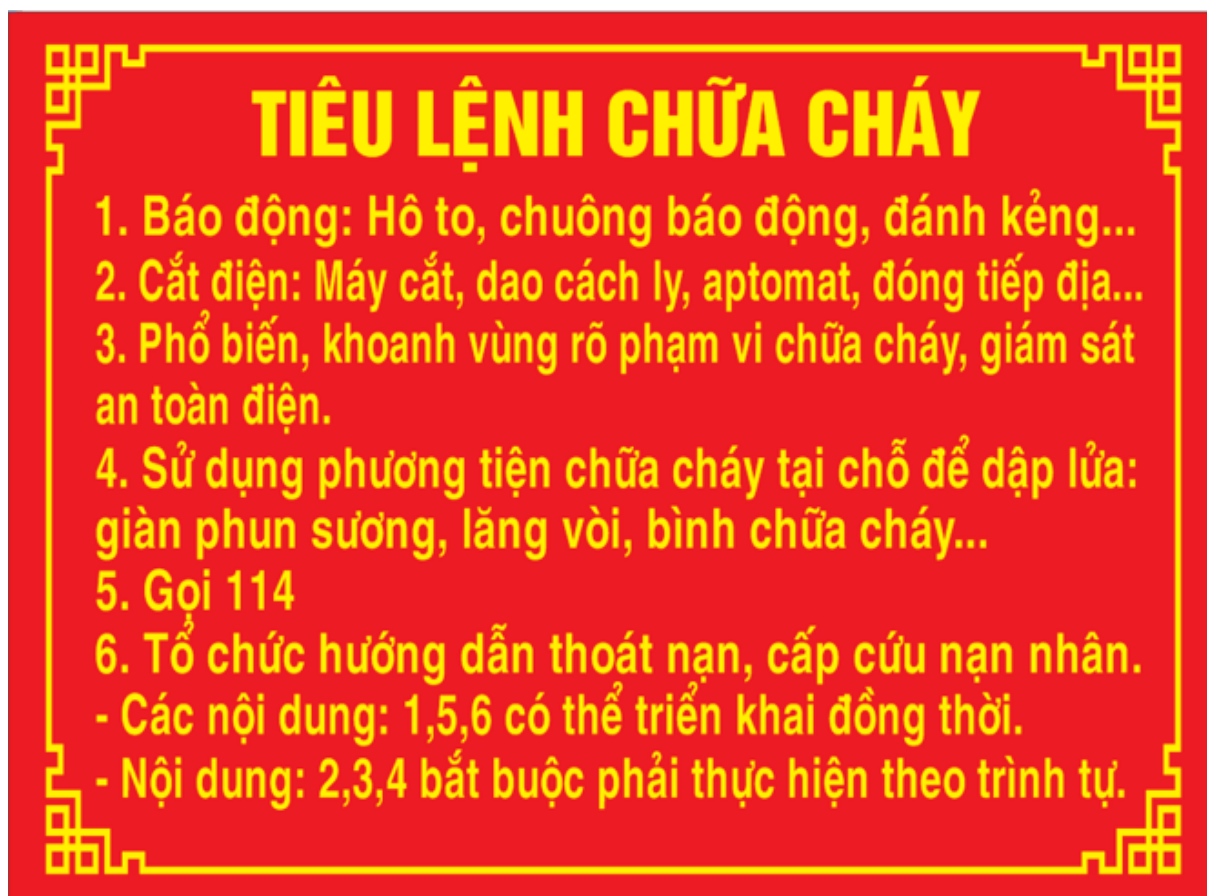 TIÊU LỆNH CHỮA CHÁY
1. Báo động: Hô to, chuông báo động, đánh kẻng...
2. Cắt điện: Máy cắt, dao cách ly, aptomat, đóng tiếp địa...
3. Phổ biến, khoanh vùng rõ phạm vi chữa cháy, giám sát
an toàn điện.
4. Sử dụng phương tiện chữa cháy tại chỗ để dập lửa:
giàn phun sương, lăng vòi, bình chữa cháy...
5. Gọi 114
6. Tổ chức hướng dẫn thoát nạn, cấp cứu nạn nhân.
- Các nội dung: 1,5,6 có thể triển khai đồng thời.
- Nội dung: 2,3,4 bắt buộc phải thực hiện theo trình tự.